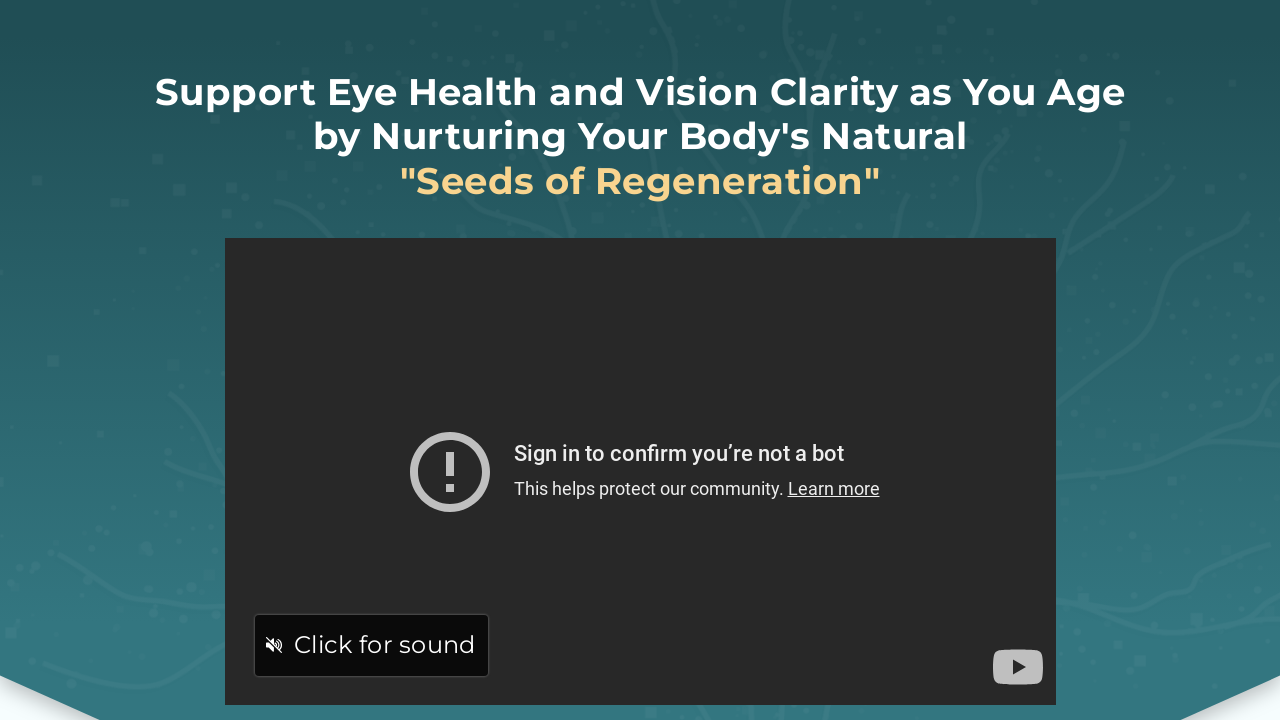 Support Eye Health and Vision Clarity as You Age
by Nurturing Your Body's Natural
"Seeds of Regeneration"
Sign in to confirm you’re not a bot
This helps protect our community. Learn more
Click for sound